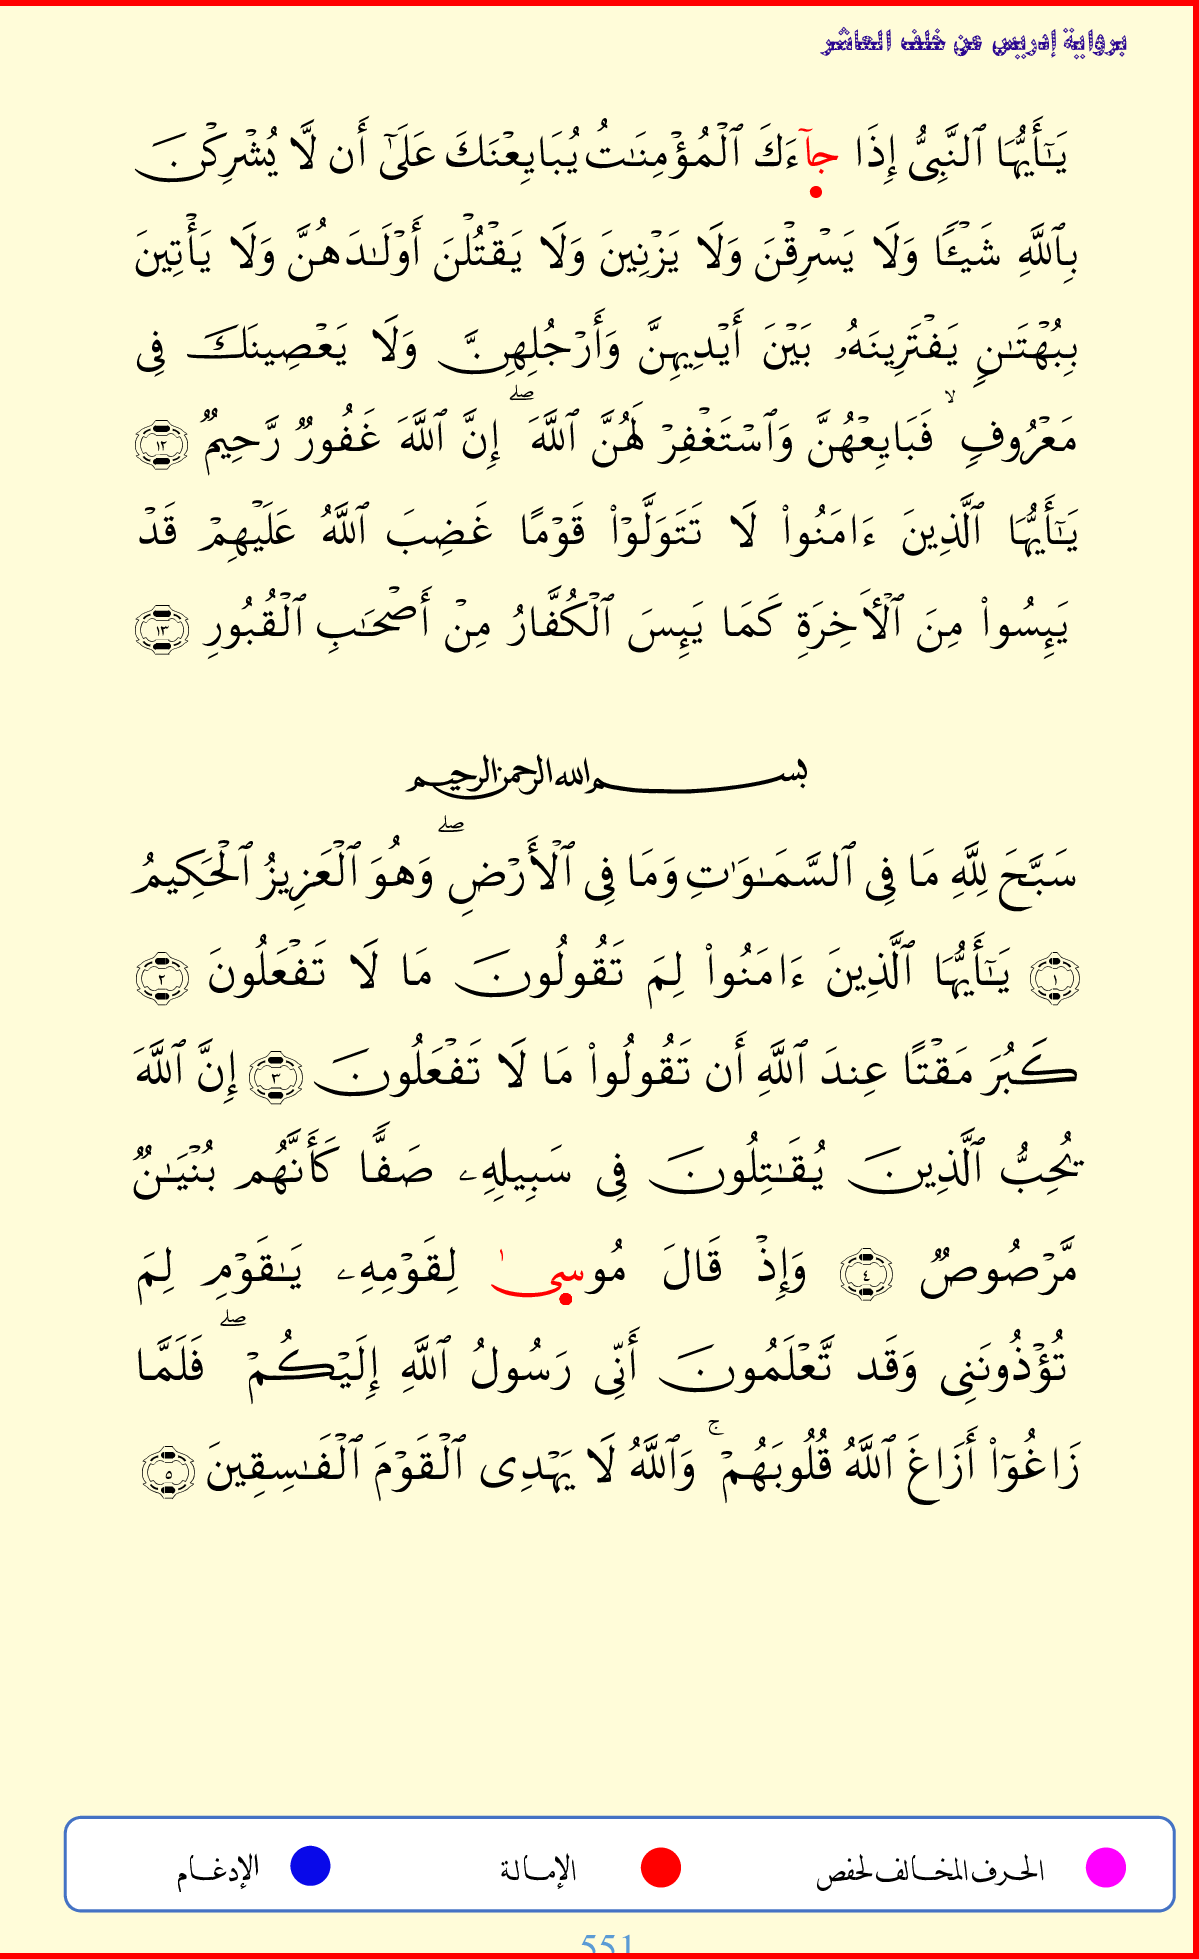 برواية إدريس عن خلف العاشر
يَـٰٓأَيُّهَا ٱلنَّبِىُّ إِذَا جَآءَكَ ٱلْمُؤْمِنَـٰتُ يُبَايِعْنَكَ عَلَىٰٓ أَن لَّا يُشْرِكْنَ
بِٱللَّهِ شَيْـًٔا وَلَا يَسْرِقْنَ وَلَا يَزْنِينَ وَلَا يَقْتُلْنَ أَوْلَـٰدَهُنَّ وَلَا يَأْتِينَ
بِبُهْتَـٰنٍ يَفْتَرِينَهُۥ بَيْنَ أَيْدِيهِنَّ وَأَرْجُلِهِنَّ وَلَا يَعْصِينَكَ فِى
مَعْرُوفٍ ۙ فَبَايِعْهُنَّ وَٱسْتَغْفِرْ لَهُنَّ ٱللَّهَ ۖ إِنَّ ٱللَّهَ غَفُورٌ رَّحِيمٌ ١٢
يَـٰٓأَيُّهَا ٱلَّذِينَ ءَامَنُوا۟ لَا تَتَوَلَّوْا۟ قَوْمًا غَضِبَ ٱللَّهُ عَلَيْهِمْ قَدْ
يَئِسُوا۟ مِنَ ٱلْأَخِرَةِ كَمَا يَئِسَ ٱلْكُفَّارُ مِنْ أَصْحَـٰبِ ٱلْقُبُورِ ١٣
بسم الله الرحمن الرحيم
سَبَّحَ لِلَّهِ مَا فِى ٱلسَّمَـٰوَٰتِ وَمَا فِى ٱلْأَرْضِ ۖ وَهُوَ ٱلْعَزِيزُ ٱلْحَكِيمُ
١ يَـٰٓأَيُّهَا ٱلَّذِينَ ءَامَنُوا۟ لِمَ تَقُولُونَ مَا لَا تَفْعَلُونَ ٢
كَبُرَ مَقْتًا عِندَ ٱللَّهِ أَن تَقُولُوا۟ مَا لَا تَفْعَلُونَ ٣ إِنَّ ٱللَّهَ
يُحِبُّ ٱلَّذِينَ يُقَـٰتِلُونَ فِى سَبِيلِهِۦ صَفًّا كَأَنَّهُم بُنْيَـٰنٌ
مَّرْصُوصٌ ٤ وَإِذْ قَالَ مُوسىٰ لِقَوْمِهِۦ يَـٰقَوْمِ لِمَ
تُؤْذُونَنِى وَقَد تَّعْلَمُونَ أَنِّى رَسُولُ ٱللَّهِ إِلَيْكُمْ ۖ فَلَمَّا
زَاغُوٓا۟ أَزَاغَ ٱللَّهُ قُلُوبَهُمْ ۚ وَٱللَّهُ لَا يَهْدِى ٱلْقَوْمَ ٱلْفَـٰسِقِينَ ٥
الحرف المخالف لحفص الإمالة الإدغام
551